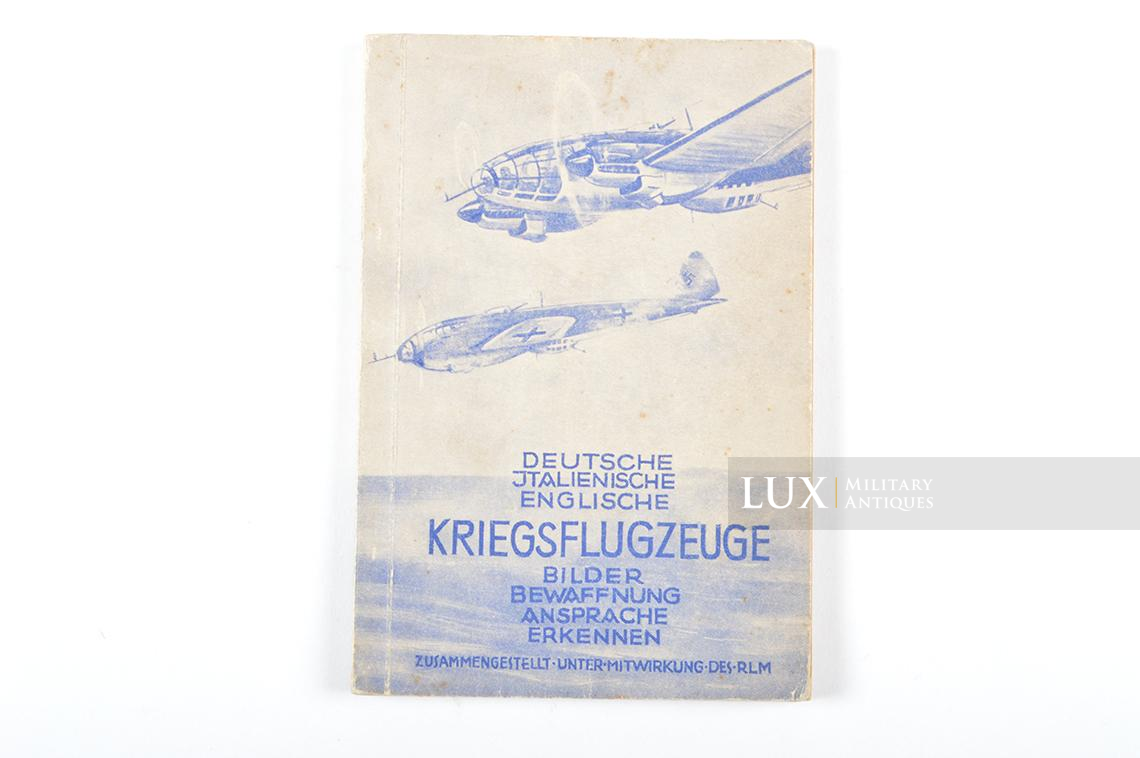 DEUTSCHE
JTALIENISCHE
ENGLISCHE
KRIEGSFLUGZEUGE
BILDER
BEWAFFNUNG
ANSPRACHE
ERKENNEN
ZUSAMMENGESTELLT·UNTER·MITWIRKUNG·DES·RLM
LUX MILITARY ANTIQUES